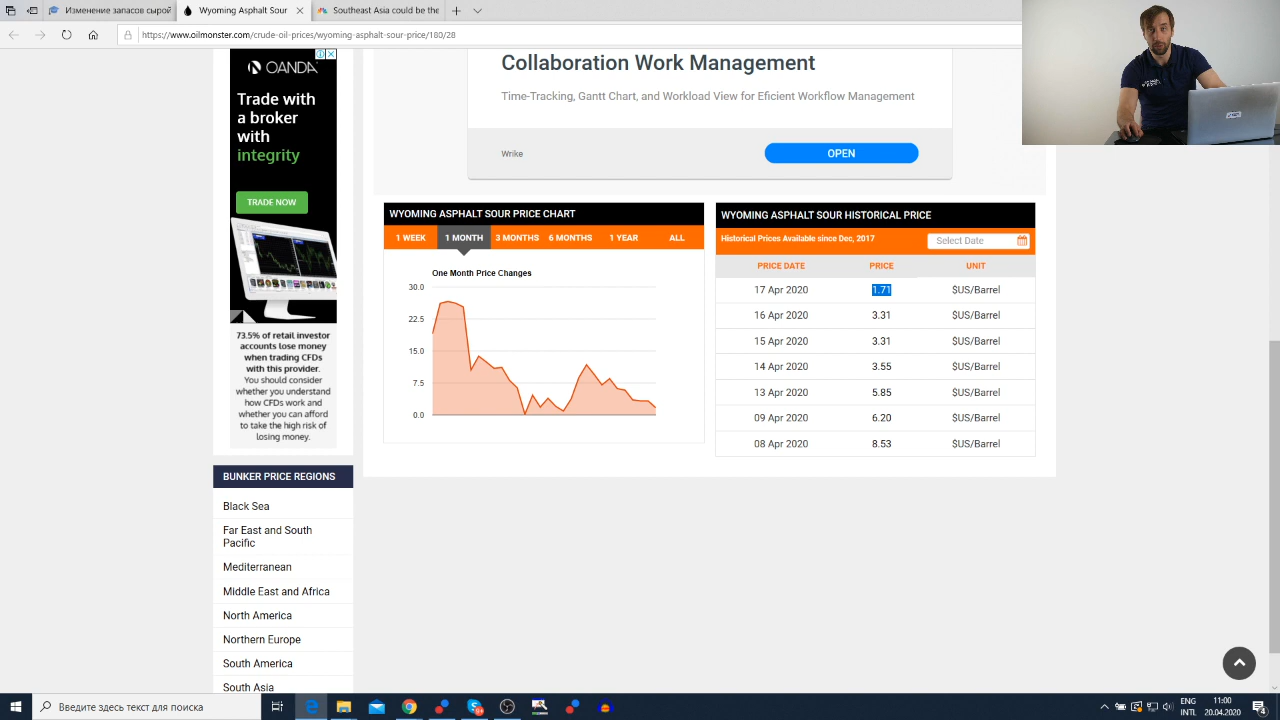 Изменение запасов сырой
Wyoming Asphalt Sour
Southeast Asia could be the
https://www.oilmonster.com/crude-oil-prices/wyoming-asphalt-sour-price/180/28
OANDA
Trade with
a broker
with
integrity
TRADE NOW
73.5% of retail investor
accounts lose money
when trading CFDs
with this provider.
You should consider
whether you understand
how CFDs work and
whether you can afford
to take the high risk of
losing money.
BUNKER PRICE REGIONS
Black Sea
Far East and South
Pacific
Mediterranean
Middle East and Africa
North America
Northern Europe
South America
South Asia
Collaboration Work Management
Time-Tracking, Gantt Chart, and Workload View for Eficient Workflow Management
Wrike
OPEN
WYOMING ASPHALT SOUR PRICE CHART
1 WEEK 1 MONTH 3 MONTHS 6 MONTHS 1 YEAR ALL
One Month Price Changes
30.0
22.5
15.0
7.5
0.0
WYOMING ASPHALT SOUR HISTORICAL PRICE
Historical Prices Available since Dec, 2017 Select Date
PRICE DATE PRICE UNIT
17 Apr 2020 1.71 $US/Barrel
16 Apr 2020 3.31 $US/Barrel
15 Apr 2020 3.31 $US/Barrel
14 Apr 2020 3.55 $US/Barrel
13 Apr 2020 5.85 $US/Barrel
09 Apr 2020 6.20 $US/Barrel
08 Apr 2020 8.53 $US/Barrel
Введите здесь текст для поиска
ENG
INTL
11:00
20.04.2020
4